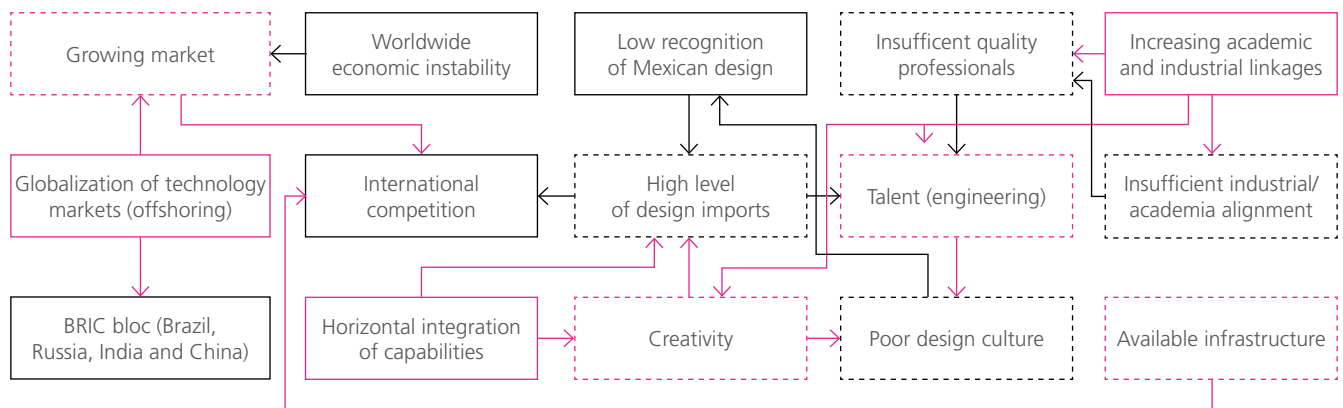 Growing market
Worldwide
economic instability
Low recognition
of Mexican design
Insufficent quality
professionals
Increasing academic
and industrial linkages
Globalization of technology
markets (offshoring)
International
competition
High level
of design imports
Talent (engineering)
Insufficient industrial/
academia alignment
BRIC bloc (Brazil,
Russia, India and China)
Horizontal integration
of capabilities
Creativity
Poor design culture
Available infrastructure